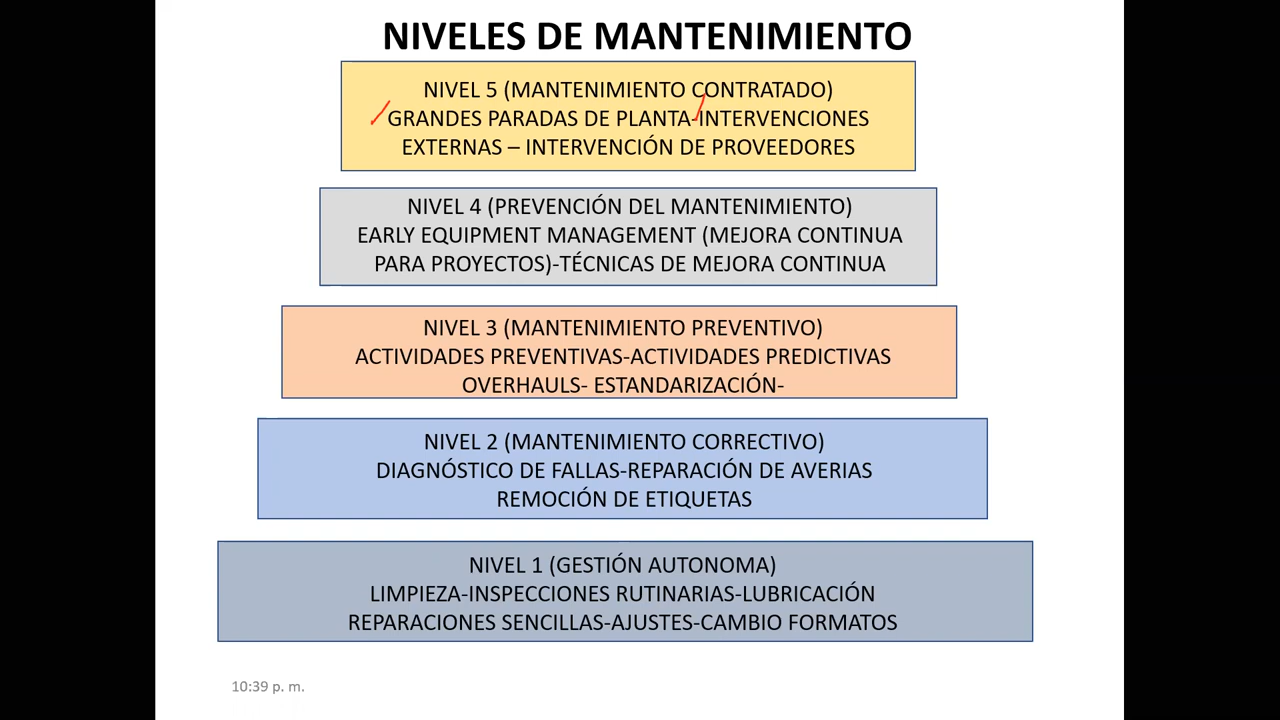 NIVELES DE MANTENIMIENTO
NIVEL 5 (MANTENIMIENTO CONTRATADO)
GRANDES PARADAS DE PLANTA-INTERVENCIONES
EXTERNAS – INTERVENCIÓN DE PROVEEDORES
NIVEL 4 (PREVENCIÓN DEL MANTENIMIENTO)
EARLY EQUIPMENT MANAGEMENT (MEJORA CONTINUA
PARA PROYECTOS)-TÉCNICAS DE MEJORA CONTINUA
NIVEL 3 (MANTENIMIENTO PREVENTIVO)
ACTIVIDADES PREVENTIVAS-ACTIVIDADES PREDICTIVAS
OVERHAULS- ESTANDARIZACIÓN-
NIVEL 2 (MANTENIMIENTO CORRECTIVO)
DIAGNÓSTICO DE FALLAS-REPARACIÓN DE AVERIAS
REMOCIÓN DE ETIQUETAS
NIVEL 1 (GESTIÓN AUTONOMA)
LIMPIEZA-INSPECCIONES RUTINARIAS-LUBRICACIÓN
REPARACIONES SENCILLAS-AJUSTES-CAMBIO FORMATOS
10:39 p. m.